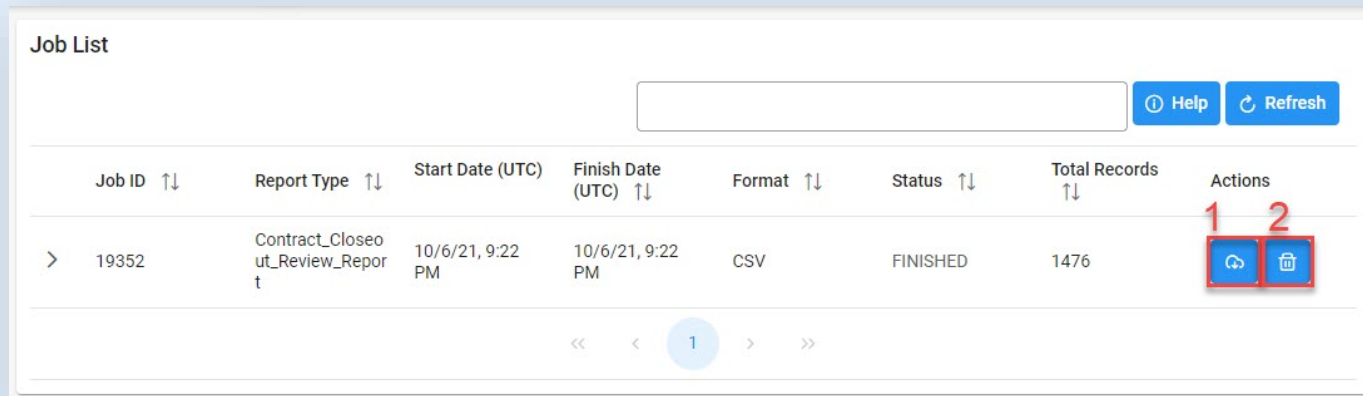 Job List
Help
Refresh
Job ID
Report Type
Start Date (UTC)
Finish Date
(UTC)
Format
Status
Total Records
Actions
1 2
19352
Contract_Closeo
ut_Review_Repor
t
10/6/21, 9:22
PM
10/6/21, 9:22
PM
CSV
FINISHED
1476
1